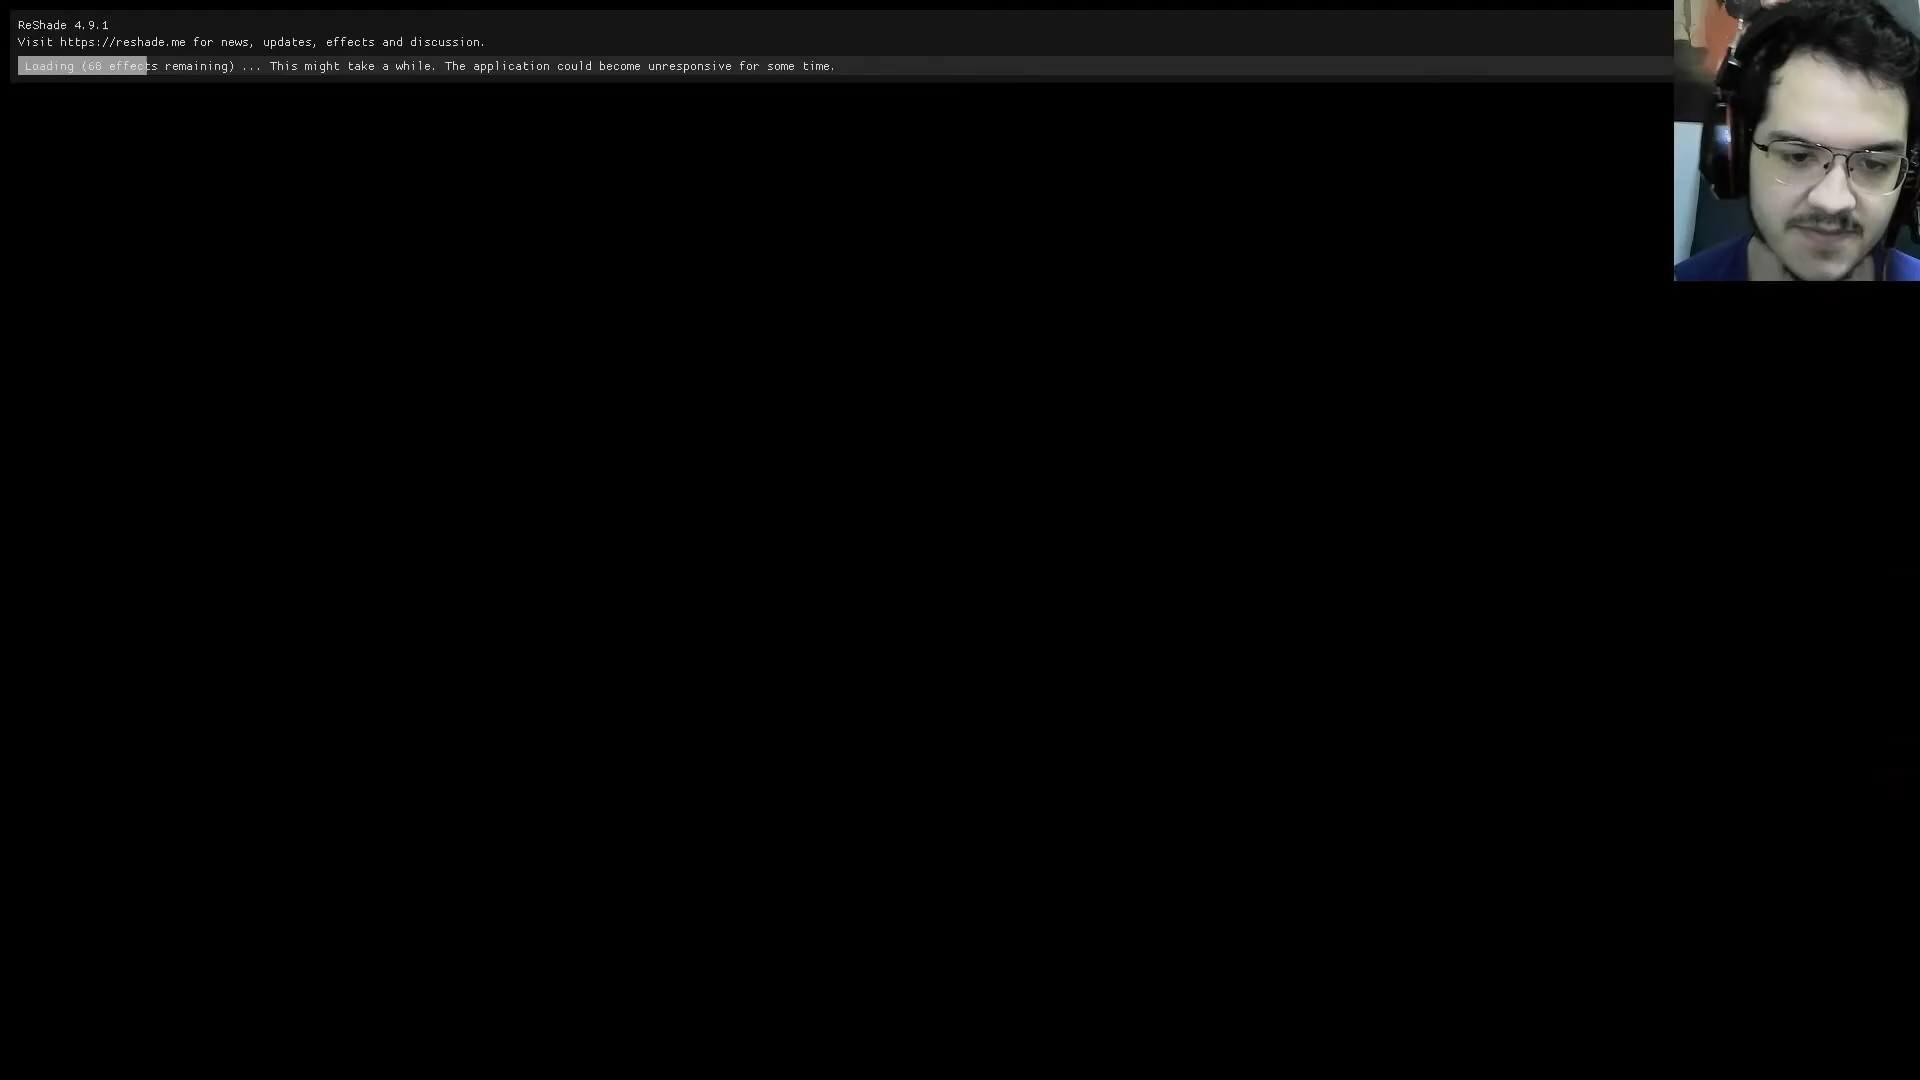 ReShade 4.9.1
Visit https://reshade.me for news, updates, effects and discussion.
Loading (68 effects remaining) ... This might take a while. The application could become unresponsive for some time.